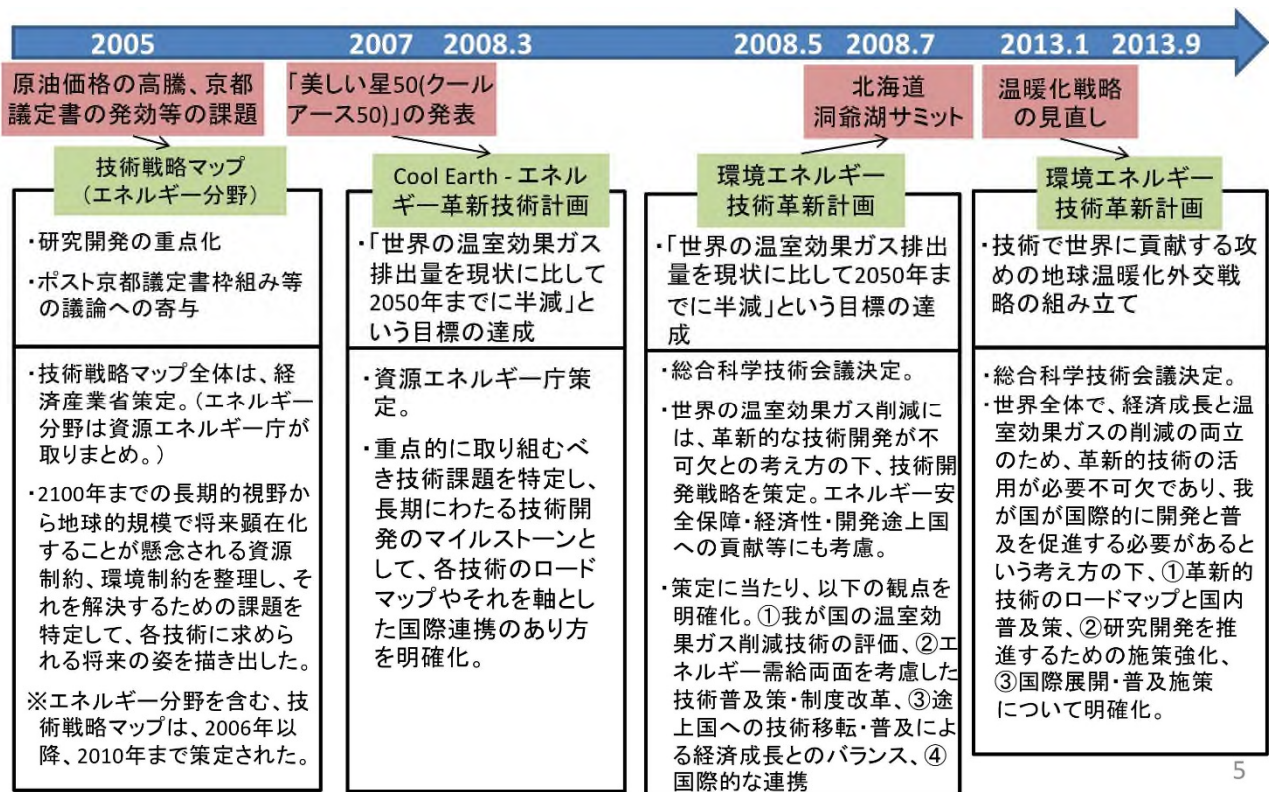 2005
2007 2008.3
2008.5 2008.7
2013.1 2013.9
原油価格の高騰、京都
議定書の発効等の課題
「美しい星50(クール
アース50)」の発表
北海道
洞爺湖サミット
温暖化戦略
の見直し
技術戦略マップ
（エネルギー分野）
・研究開発の重点化
・ポスト京都議定書枠組み等
の議論への寄与
・技術戦略マップ全体は、経
済産業省策定。（エネルギー
分野は資源エネルギー庁が
取りまとめ。）
・2100年までの長期的視野か
ら地球的規模で将来顕在化
することが懸念される資源
制約、環境制約を整理し、そ
れを解決するための課題を
特定して、各技術に求めら
れる将来の姿を描き出した。
※エネルギー分野を含む、技
術戦略マップは、2006年以
降、2010年まで策定された。
Cool Earth - エネル
ギー革新技術計画
・「世界の温室効果ガス
排出量を現状に比して
2050年までに半減」と
いう目標の達成
・資源エネルギー庁策
定。
・重点的に取り組むべ
き技術課題を特定し、
長期にわたる技術開
発のマイルストーンと
して、各技術のロード
マップやそれを軸とし
た国際連携のあり方
を明確化。
環境エネルギー
技術革新計画
・「世界の温室効果ガス排出
量を現状に比して2050年ま
でに半減」という目標の達
成
・総合科学技術会議決定。
・世界の温室効果ガス削減に
は、革新的な技術開発が不
可欠との考え方の下、技術開
発戦略を策定。エネルギー安
全保障・経済性・開発途上国
への貢献等にも考慮。
・策定に当たり、以下の観点を
明確化。①我が国の温室効
果ガス削減技術の評価、②エ
ネルギー需給両面を考慮した
技術普及策・制度改革、③途
上国への技術移転・普及によ
る経済成長とのバランス、④
国際的な連携
環境エネルギー
技術革新計画
・技術で世界に貢献する攻
めの地球温暖化外交戦
略の組み立て
・総合科学技術会議決定。
・世界全体で、経済成長と温
室効果ガスの削減の両立
のため、革新的技術の活
用が必要不可欠であり、我
が国が国際的に開発と普
及を促進する必要があると
いう考え方の下、①革新的
技術のロードマップと国内
普及策、②研究開発を推
進するための施策強化、
③国際展開・普及施策
について明確化。
5